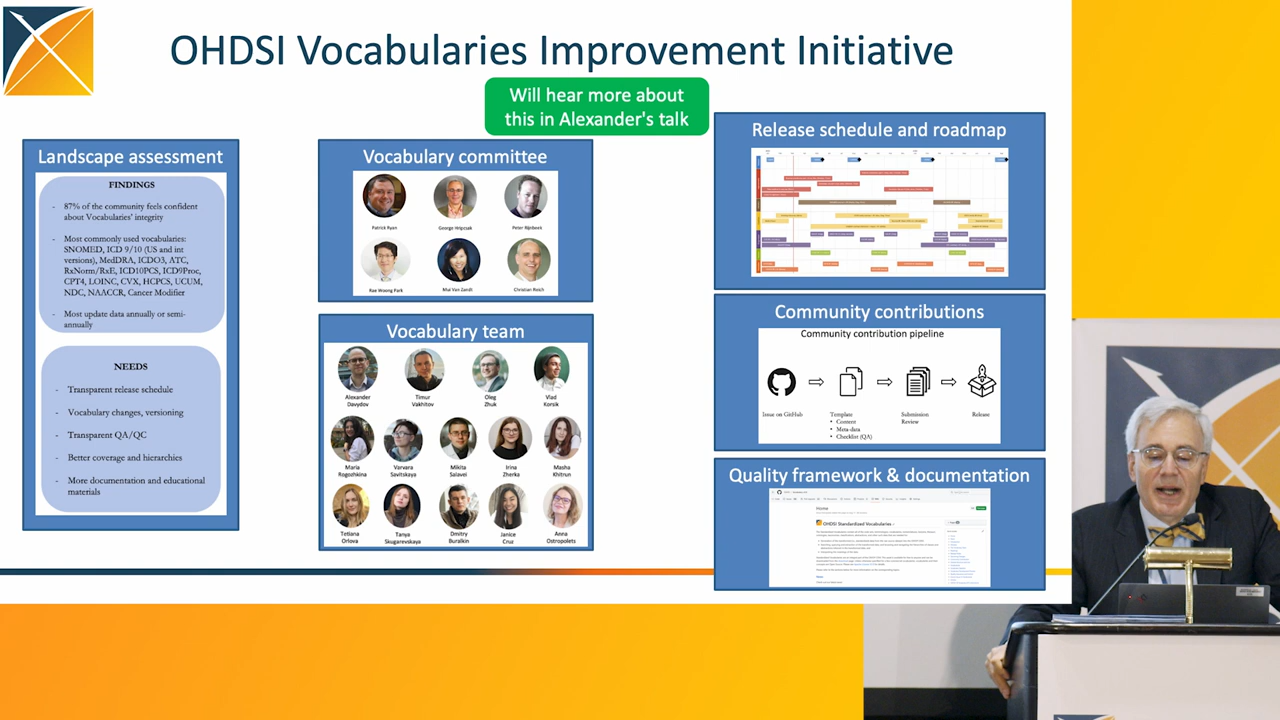 OHDSI Vocabularies Improvement Initiative
Will hear more about
this in Alexander's talk
Landscape assessment
FINDINGS
- 87% of the community feels confident
about Vocabularies' integrity
- Most commonly used vocabularies:
SNOMED, ICD 9/10 (US and int
versions), MedDRA, ICDO3, ATC,
RxNorm/RxE, ICD10PCS, ICD9Proc,
CPT4, LOINC, CVX, HCPCS, UCUM,
NDC, NAACCR, Cancer Modifier
- Most update data annually or semi-
annually
NEEDS
- Transparent release schedule
- Vocabulary changes, versioning
- Transparent QA/QC
- Better coverage and hierarchies
- More documentation and educational
materials
Vocabulary committee
Patrick Ryan
George Hripcsak
Peter Rijnbeek
Rae Woong Park
Mui Van Zandt
Christian Reich
Vocabulary team
Alexander
Davydov
Timur
Vakhitov
Oleg
Zhuk
Vlad
Korsik
Maria
Rogozhkina
Varvara
Savitskaya
Mikita
Salavei
Irina
Zherka
Masha
Khitrun
Tetiana
Orlova
Tanya
Skugarevskaya
Dmitry
Buralkin
Janice
Cruz
Anna
Ostropolets
Release schedule and roadmap
Community contributions
Community contribution pipeline
Issue on GitHub
Template
• Content
• Meta-data
• Checklist (QA)
Submission
Review
Release
Quality framework & documentation
Home
OHDSI Standardized Vocabularies